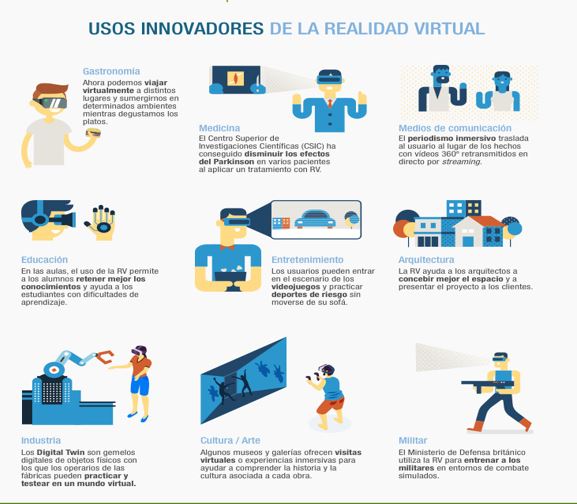 USOS INNOVADORES DE LA REALIDAD VIRTUAL
Gastronomía
Ahora podemos viajar
virtualmente a distintos
lugares y sumergirnos en
determinados ambientes
mientras degustamos los
platos.
Medicina
El Centro Superior de
Investigaciones Científicas (CSIC) ha
conseguido disminuir los efectos
del Parkinson en varios pacientes
al aplicar un tratamiento con RV.
Medios de comunicación
El periodismo inmersivo traslada
al usuario al lugar de los hechos
con vídeos 360º retransmitidos en
directo por streaming.
Educación
En las aulas, el uso de la RV permite
a los alumnos retener mejor los
conocimientos y ayuda a los
estudiantes con dificultades de
aprendizaje.
Entretenimiento
Los usuarios pueden entrar
en el escenario de los
videojuegos y practicar
deportes de riesgo sin
moverse de su sofá.
Arquitectura
La RV ayuda a los arquitectos a
concebir mejor el espacio y a
presentar el proyecto a los clientes.
Industria
Los Digital Twin son gemelos
digitales de objetos físicos con
los que los operarios de las
fábricas pueden practicar y
testear en un mundo virtual.
Cultura / Arte
Algunos museos y galerías ofrecen visitas
virtuales o experiencias inmersivas para
ayudar a comprender la historia y la
cultura asociada a cada obra.
Militar
El Ministerio de Defensa británico
utiliza la RV para entrenar a los
militares en entornos de combate
simulados.